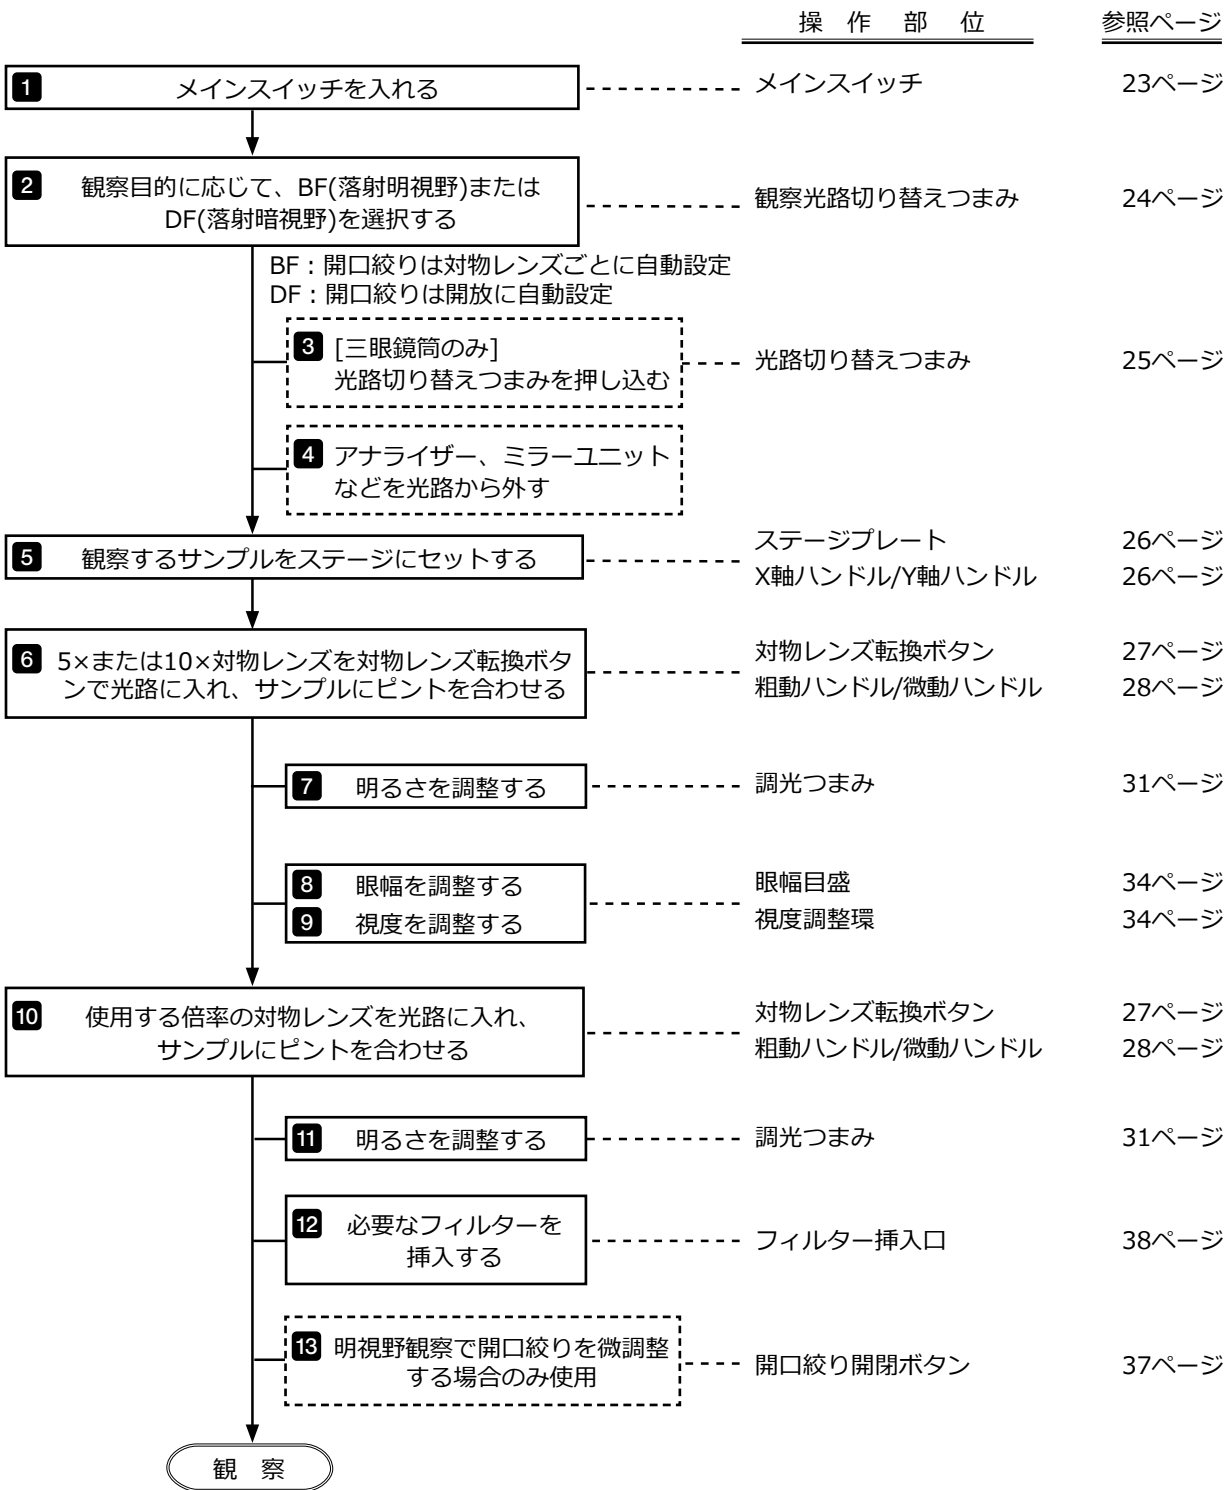 操 作 部 位 参照ページ
1 メインスイッチを入れる メインスイッチ 23ページ
2 観察目的に応じて、BF(落射明視野)または
DF(落射暗視野)を選択する 観察光路切り替えつまみ 24ページ
BF：開口絞りは対物レンズごとに自動設定
DF：開口絞りは開放に自動設定
3 [三眼鏡筒のみ]
光路切り替えつまみを押し込む 光路切り替えつまみ 25ページ
4 アナライザー、ミラーユニット
などを光路から外す
5 観察するサンプルをステージにセットする
ステージプレート 26ページ
X軸ハンドル/Y軸ハンドル 26ページ
6 5×または10×対物レンズを対物レンズ転換ボタ
ンで光路に入れ、サンプルにピントを合わせる
対物レンズ転換ボタン 27ページ
粗動ハンドル/微動ハンドル 28ページ
7 明るさを調整する 調光つまみ 31ページ
8 眼幅を調整する 眼幅目盛 34ページ
9 視度を調整する 視度調整環 34ページ
10 使用する倍率の対物レンズを光路に入れ、
サンプルにピントを合わせる
対物レンズ転換ボタン 27ページ
粗動ハンドル/微動ハンドル 28ページ
11 明るさを調整する 調光つまみ 31ページ
12 必要なフィルターを
挿入する フィルター挿入口 38ページ
13 明視野観察で開口絞りを微調整
する場合のみ使用 開口絞り開閉ボタン 37ページ
観 察